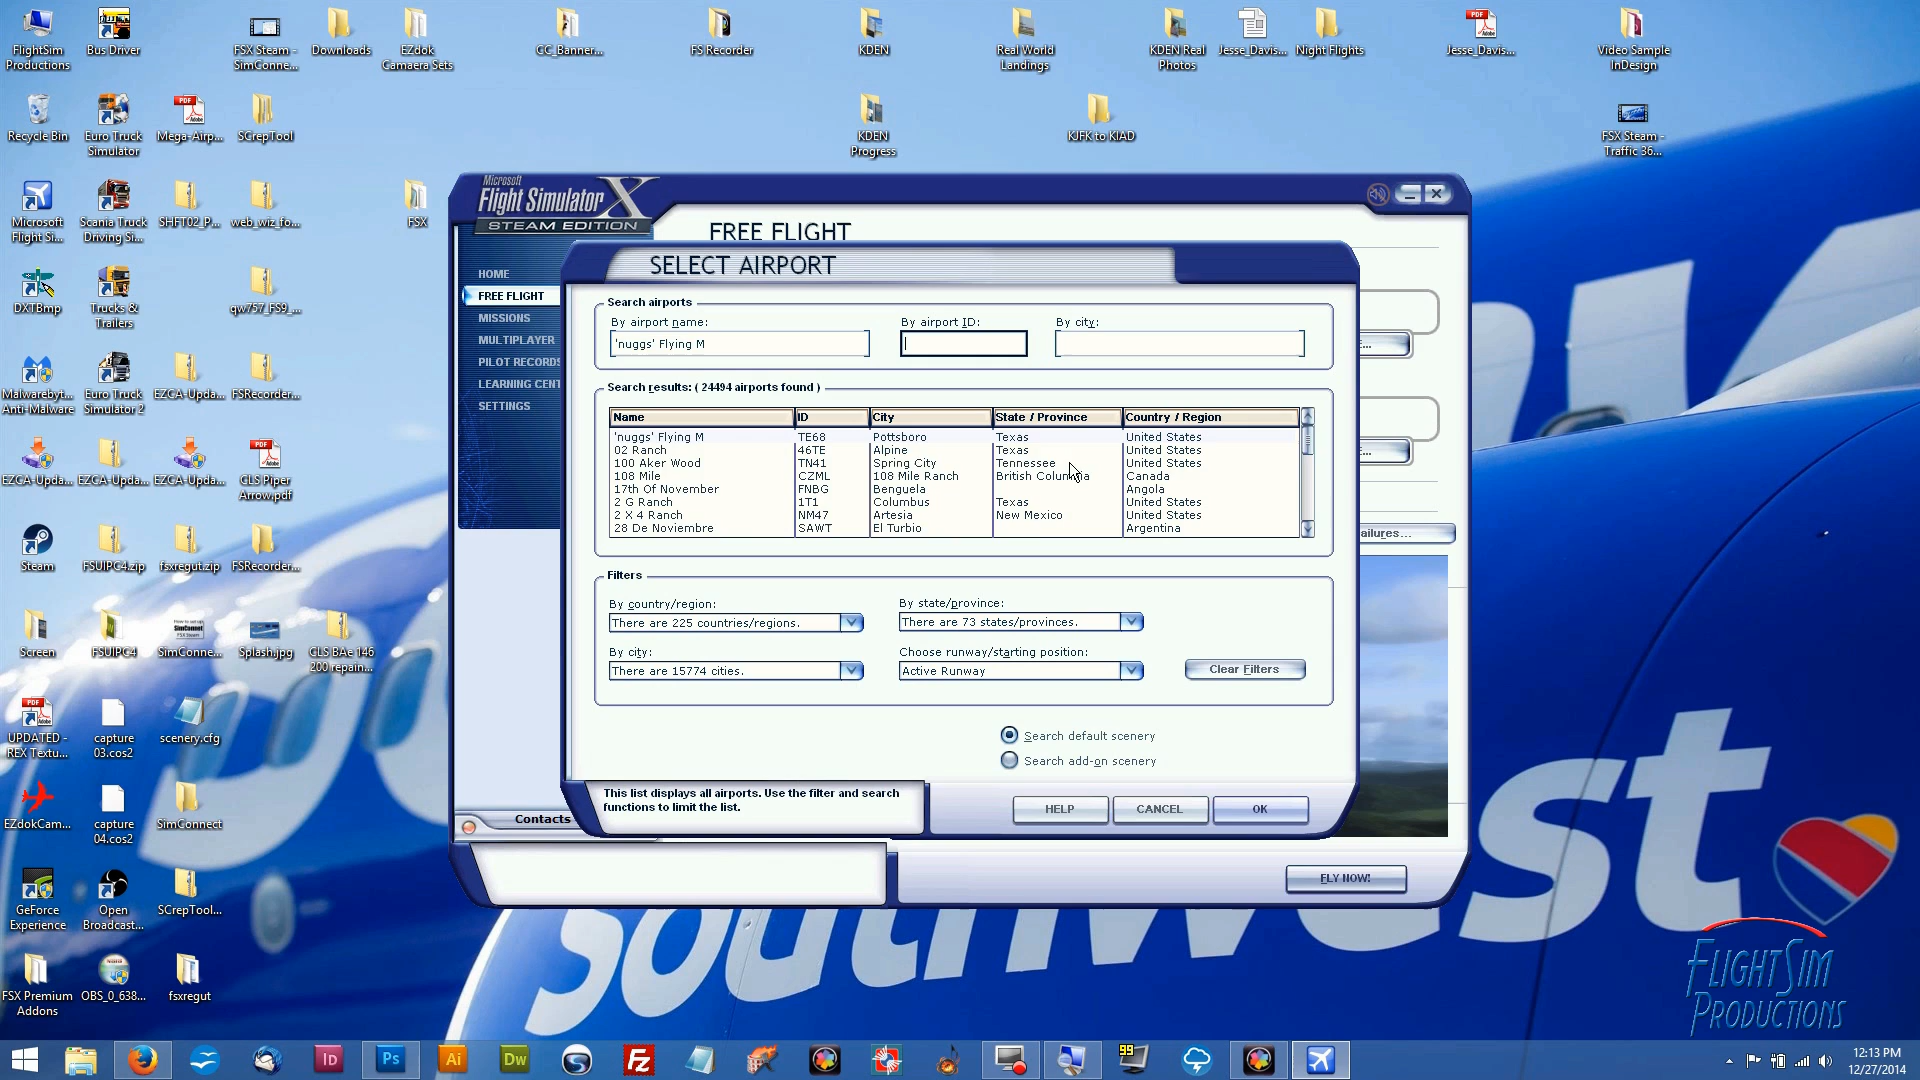 FlightSim Productions
Bus Driver
FSX Steam - SimConne...
Downloads
EZdok Camaera Sets
CC_Banner...
FS Recorder
KDEN
Real World Landings
KDEN Real Photos
Jesse_Davis...
Night Flights
Jesse_Davis...
Video Sample InDesign
Recycle Bin
Euro Truck Simulator
Mega-Airp...
SCrepTool
KDEN Progress
KJFK to KIAD
FSX Steam - Traffic 36...
Microsoft Flight Si...
Scania Truck Driving Si...
SHFT02_P...
web_wiz_fo...
FSX
DXTBmp
Trucks & Trailers
qw757_FS9_...
Malwarebyt... Anti-Malware
Euro Truck Simulator 2
EZCA-Upda...
FSRecorder...
EZCA-Upda...
EZCA-Upda...
EZCA-Upda...
GLS Piper Arrow.pdf
Steam
FSUIPC4.zip
fsxregut.zip
FSRecorder...
Screen
FSUIPC4
SimConne...
Splash.jpg
GLS BAe 146 200 repain...
UPDATED - REX Textu...
capture 03.cos2
scenery.cfg
EZdokCam...
capture 04.cos2
SimConnect
GeForce Experience
Open Broadcast...
SCrepTool...
FSX Premium Addons
OBS_0_638...
fsxregut
Microsoft
Flight Simulator X
STEAM EDITION
FREE FLIGHT
HOME
FREE FLIGHT
MISSIONS
MULTIPLAYER
PILOT RECORDS
LEARNING CENT
SETTINGS
SELECT AIRPORT
Search airports
By airport name: By airport ID: By city:
'nuggs' Flying M
Search results: ( 24494 airports found )
Name ID City State / Province Country / Region
'nuggs' Flying M TE68 Pottsboro Texas United States
02 Ranch 46TE Alpine Texas United States
100 Aker Wood TN41 Spring City Tennessee United States
108 Mile CZML 108 Mile Ranch British Columbia Canada
17th Of November FNBG Benguela Angola
2 G Ranch 1T1 Columbus Texas United States
2 X 4 Ranch NM47 Artesia New Mexico United States
28 De Noviembre SAWT El Turbio Argentina
ailures...
Filters
By country/region: By state/province:
There are 225 countries/regions. There are 73 states/provinces.
By city: Choose runway/starting position:
There are 15774 cities. Active Runway Clear Filters
Search default scenery
Search add-on scenery
This list displays all airports. Use the filter and search
functions to limit the list.
HELP CANCEL OK
Contacts
FLY NOW!
southwest
FLIGHTSIM
PRODUCTIONS
Id Ps Ai Dw Fz 99
12:13 PM
12/27/2014